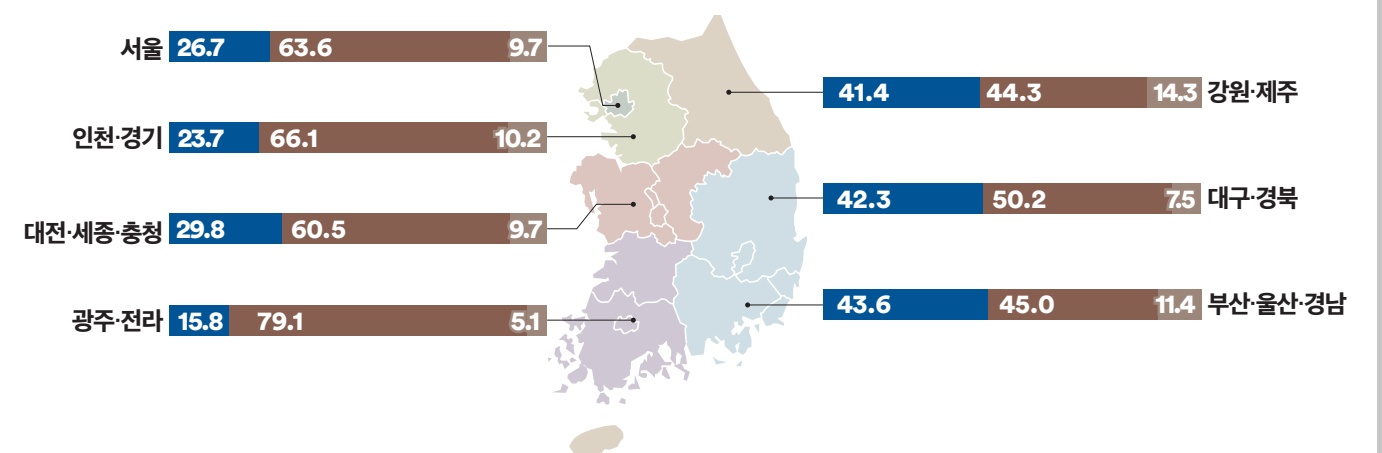 서울 26.7 63.6 9.7
인천·경기 23.7 66.1 10.2
대전·세종·충청 29.8 60.5 9.7
광주·전라 15.8 79.1 5.1
41.4 44.3 14.3 강원·제주
42.3 50.2 7.5 대구·경북
43.6 45.0 11.4 부산·울산·경남